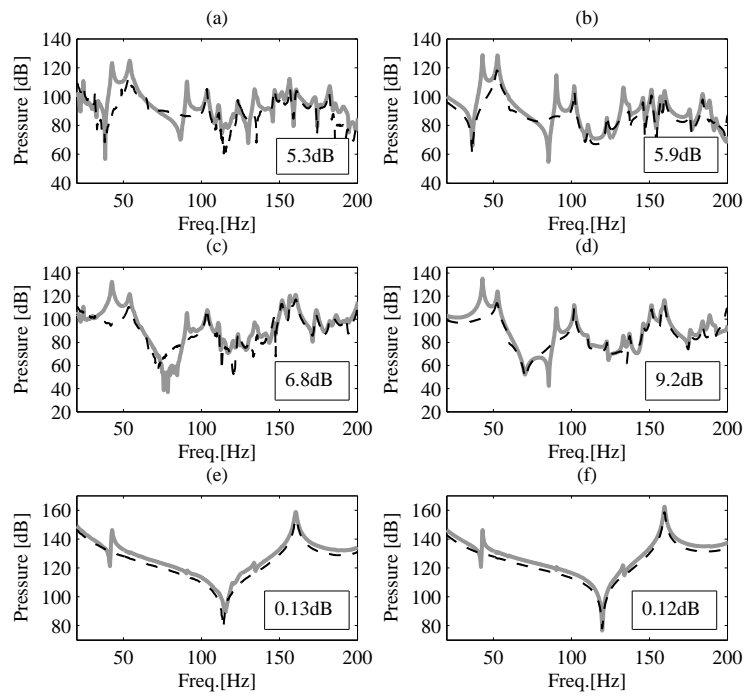 (a)
140
120
100
80
60
40
Pressure [dB]
5.3dB
50
100
150
200
Freq.[Hz]
(b)
140
120
100
80
60
40
Pressure [dB]
5.9dB
50
100
150
200
Freq.[Hz]
(c)
140
120
100
80
60
40
20
Pressure [dB]
6.8dB
50
100
150
200
Freq.[Hz]
(d)
140
120
100
80
60
40
20
Pressure [dB]
9.2dB
50
100
150
200
Freq.[Hz]
(e)
160
140
120
100
80
Pressure [dB]
0.13dB
50
100
150
200
Freq.[Hz]
(f)
160
140
120
100
80
Pressure [dB]
0.12dB
50
100
150
200
Freq.[Hz]